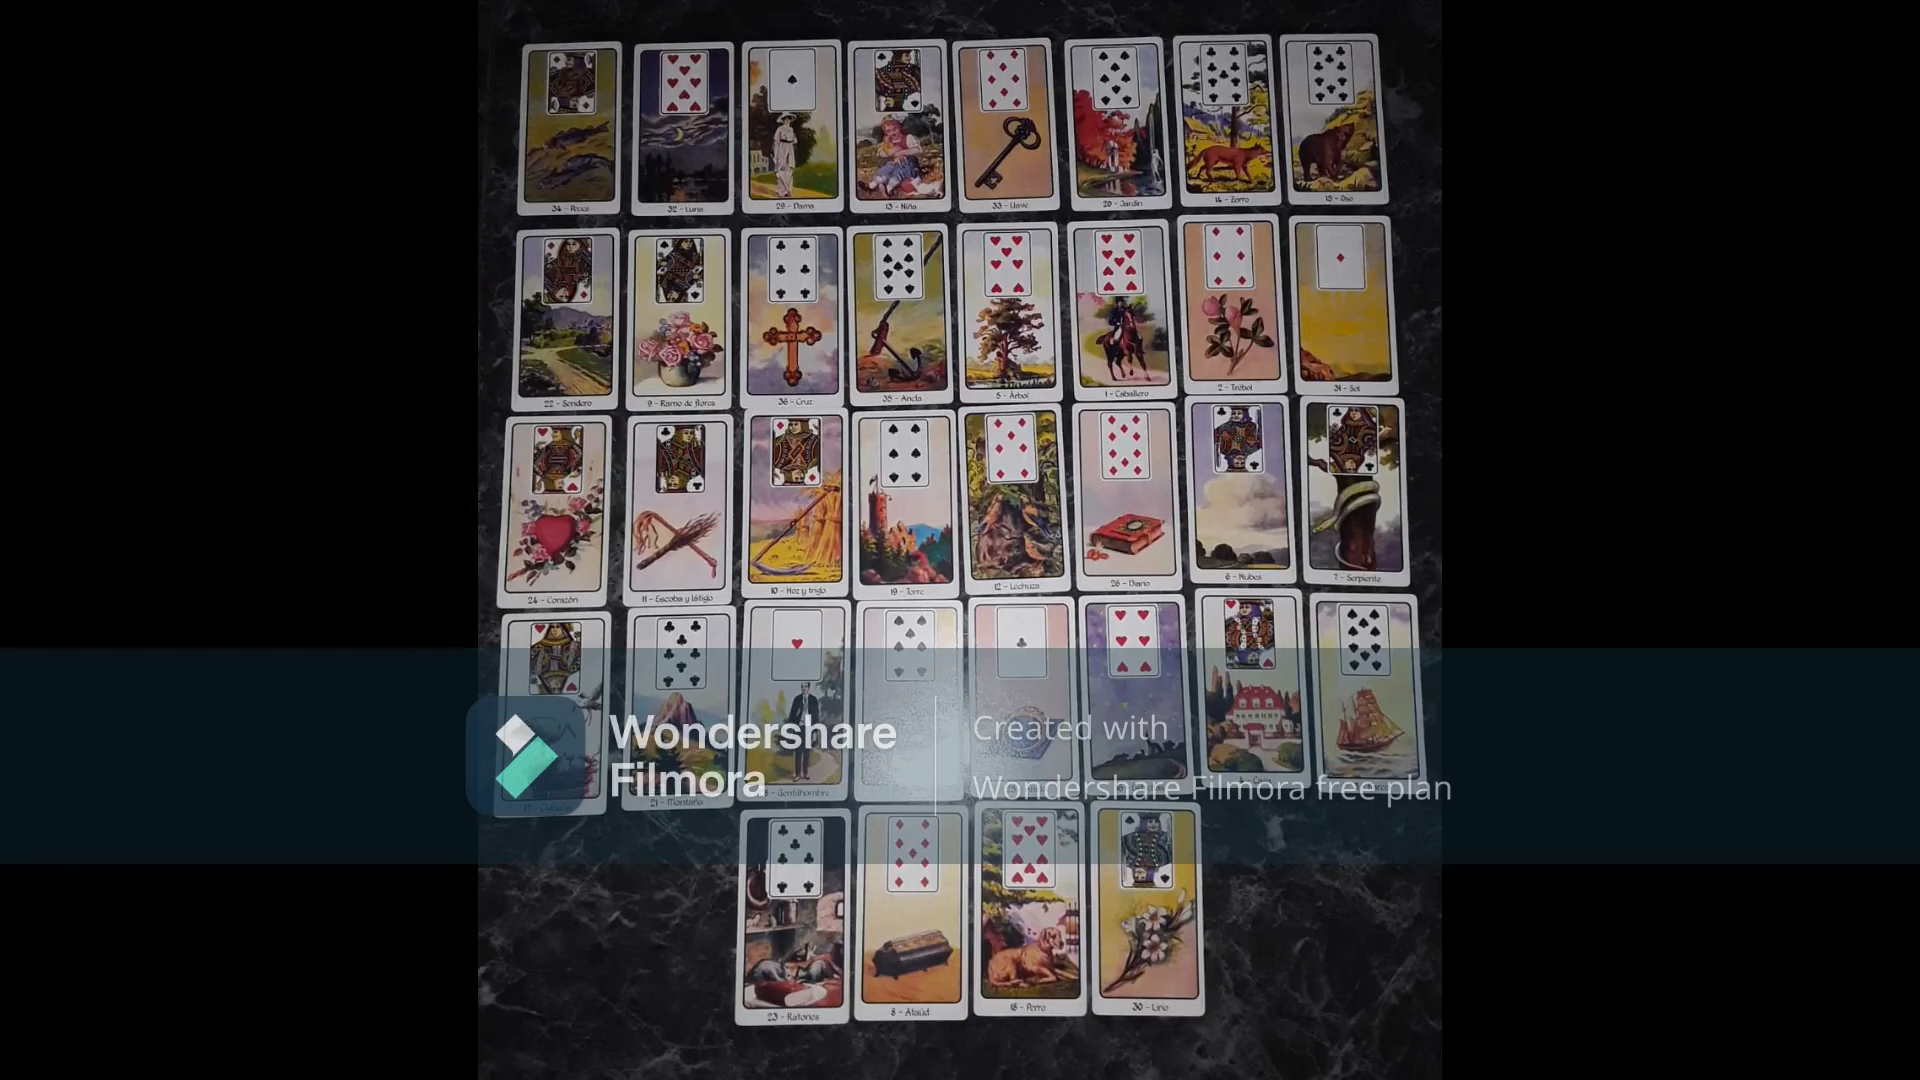 34 - Peces
32 - Luna
29 - Dama
13 - Niña
33 - Llave
20 - Jardín
14 - Zorro
15 - Oso
22 - Sendero
9 - Ramo de flores
36 - Cruz
35 - Ancla
5 - Árbol
1 - Caballero
2 - Trébol
31 - Sol
24 - Corazón
11 - Escoba y látigo
10 - Hoz y trigo
19 - Torre
12 - Lechuza
26 - Diario
6 - Nubes
7 - Serpiente
21 - Montaña
Gentilhombre
Wondershare
Filmora
Created with
Wondershare Filmora free plan
23 - Ratones
8 - Ataúd
18 - Perro
30 - Lirio